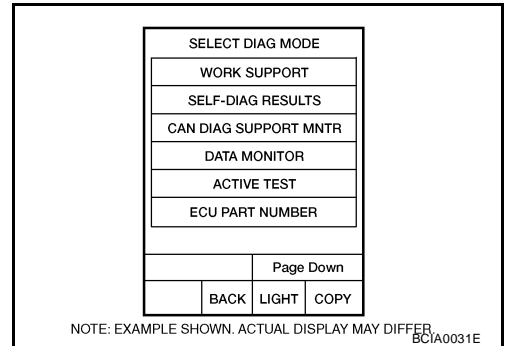 SELECT DIAG MODE
WORK SUPPORT
SELF-DIAG RESULTS
CAN DIAG SUPPORT MNTR
DATA MONITOR
ACTIVE TEST
ECU PART NUMBER
Page Down
BACK LIGHT COPY
NOTE: EXAMPLE SHOWN. ACTUAL DISPLAY MAY DIFFER.
BCIA0031E